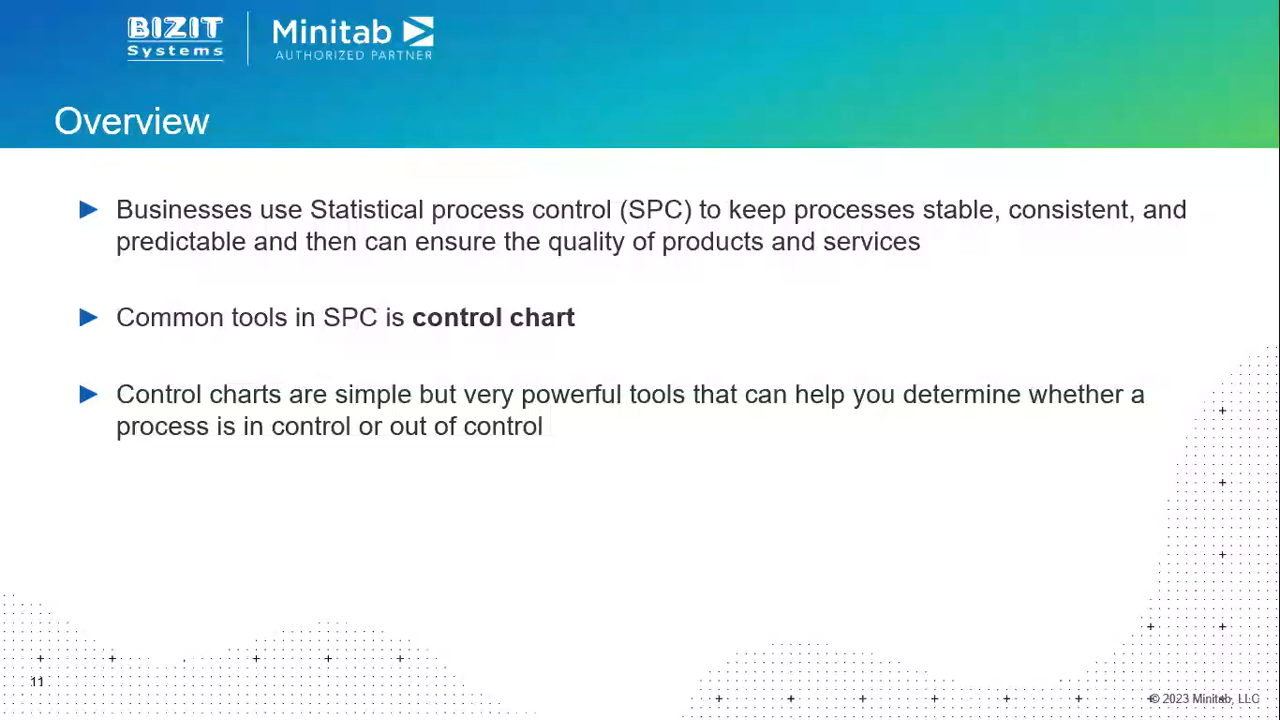 BIZIT
Systems
Minitab
AUTHORIZED PARTNER
Overview
Businesses use Statistical process control (SPC) to keep processes stable, consistent, and
predictable and then can ensure the quality of products and services
Common tools in SPC is control chart
Control charts are simple but very powerful tools that can help you determine whether a
process is in control or out of control
11
© 2023 Minitab, LLC